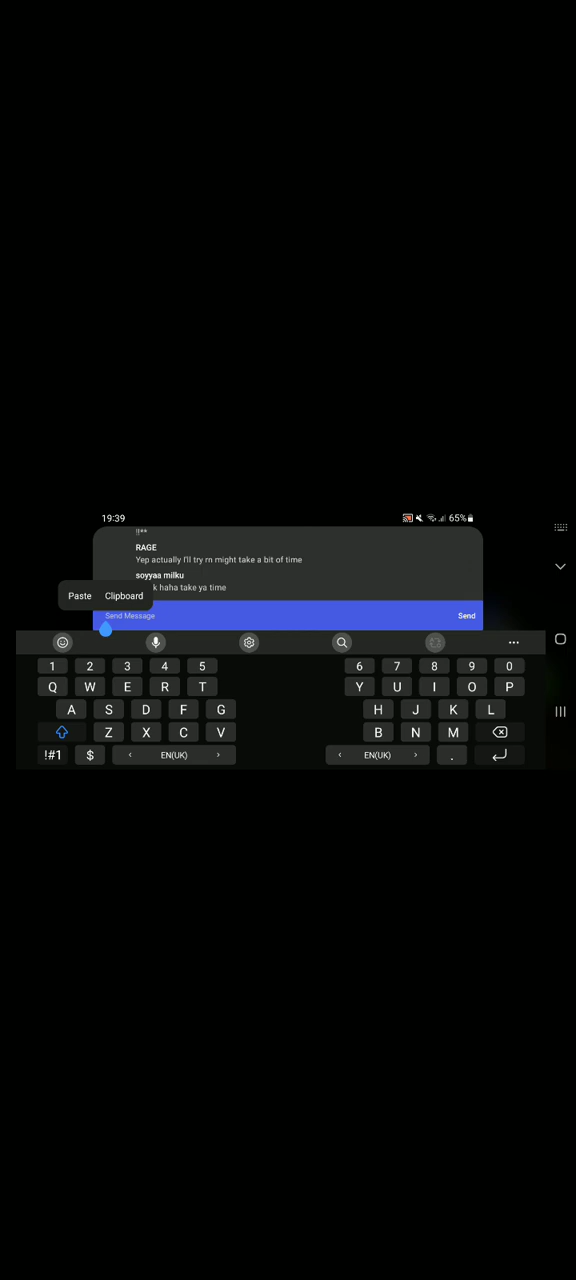 19:39
65%
!!**
RAGE
Yep actually I'll try rn might take a bit of time
soyyaa milku
k haha take ya time
Paste Clipboard
Send Message Send
1 2 3 4 5 6 7 8 9 0
Q W E R T Y U I O P
A S D F G H J K L
Z X C V B N M
!#1 $ ‹ EN(UK) › ‹ EN(UK) › .